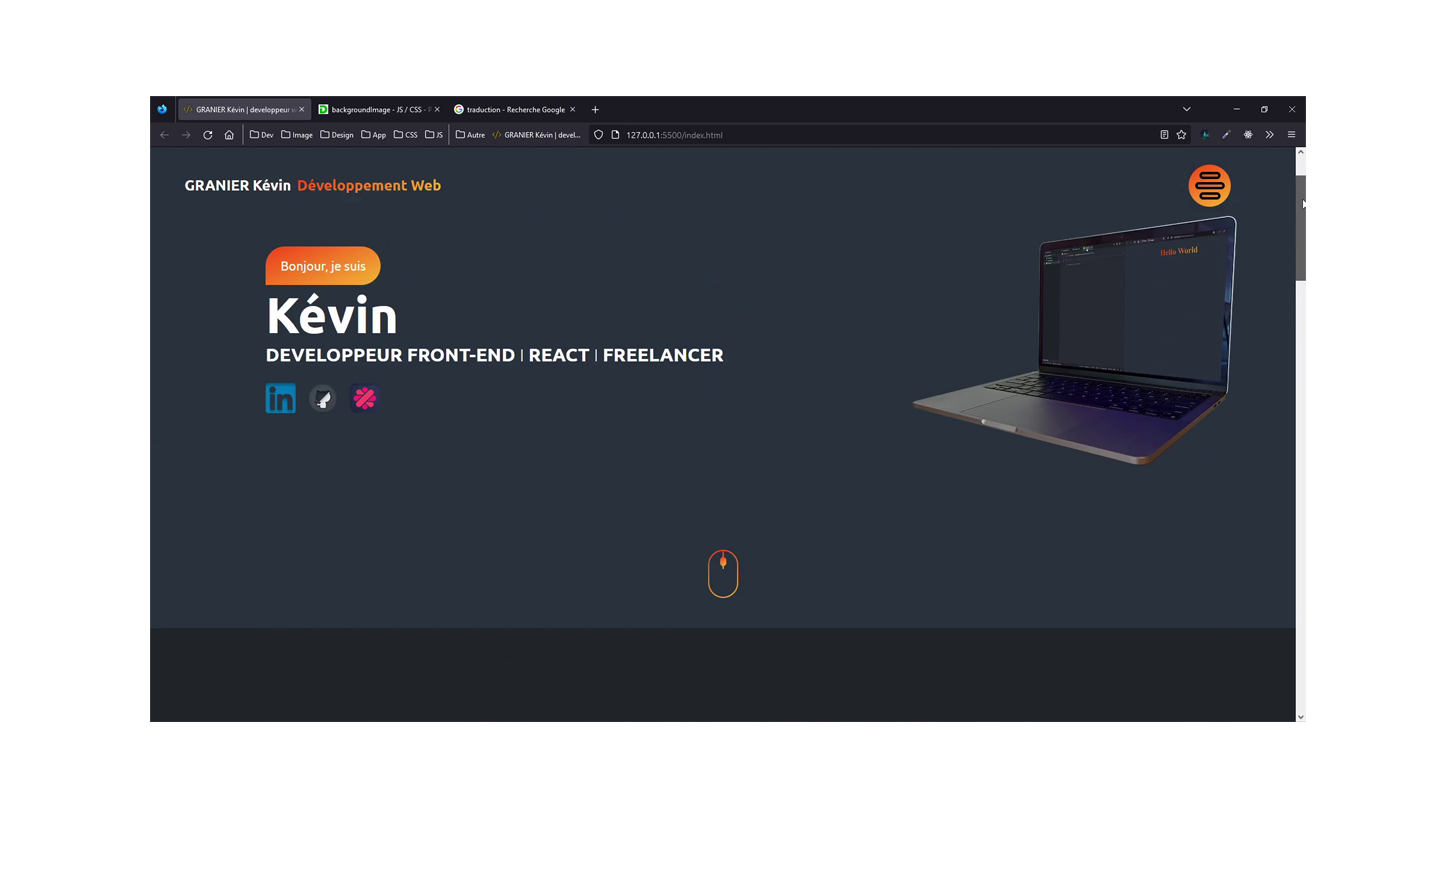 GRANIER Kévin | developpeur w
backgroundImage - JS / CSS - P
traduction - Recherche Google
Dev
Image
Design
App
CSS
JS
Autre
GRANIER Kévin | devel...
127.0.0.1:5500/index.html
GRANIER Kévin Développement Web
Hello World
Bonjour, je suis
Kévin
DEVELOPPEUR FRONT-END | REACT | FREELANCER
in